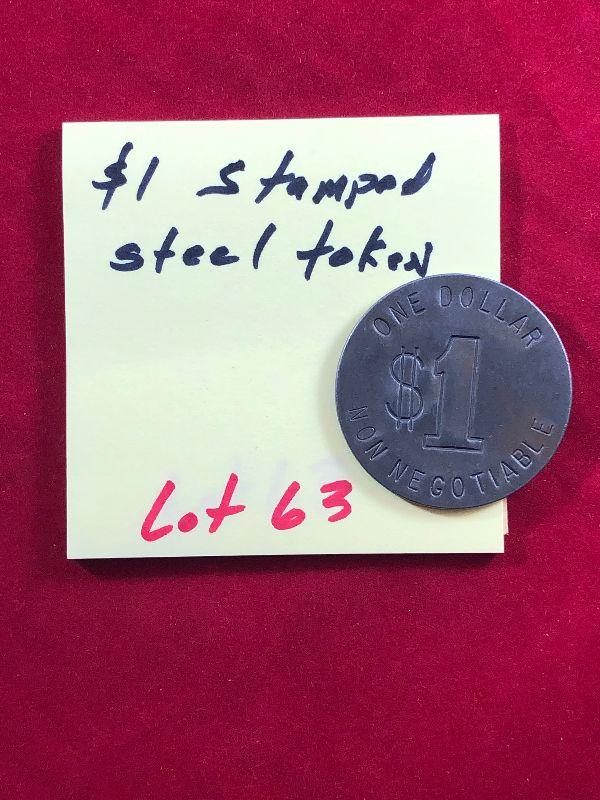 $1 stamped
steel token
Lot 63
ONE DOLLAR
$1
NON NEGOTIABLE